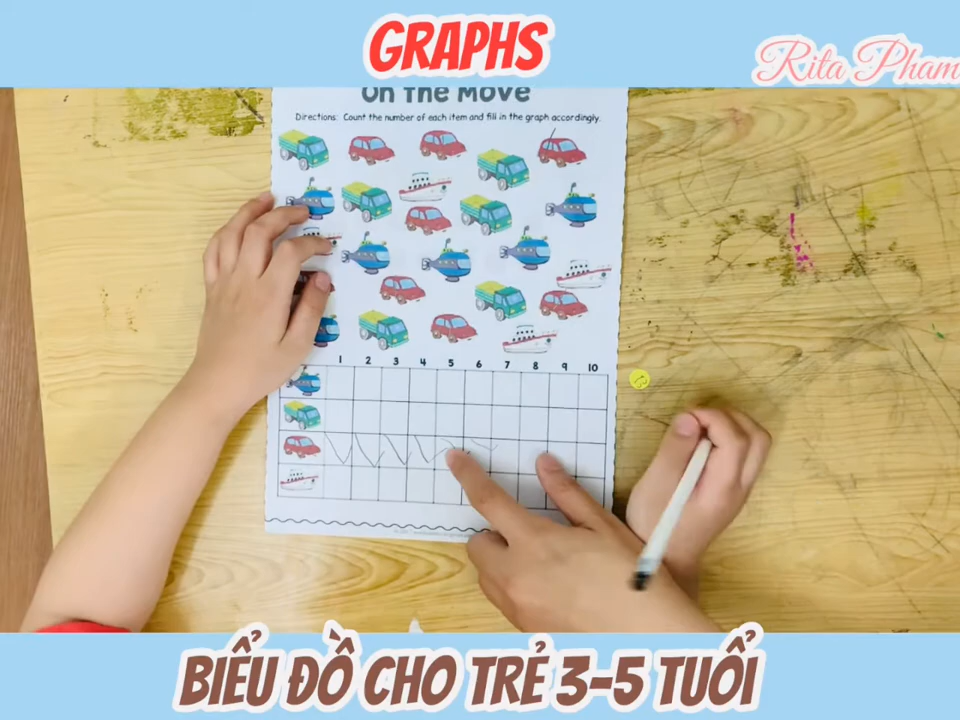 GRAPHS
Rita Pham
On the Move
Directions: Count the number of each item and fill in the graph accordingly.
1 2 3 4 5 6 7 8 9 10
BIỂU ĐỒ CHO TRẺ 3-5 TUỔI